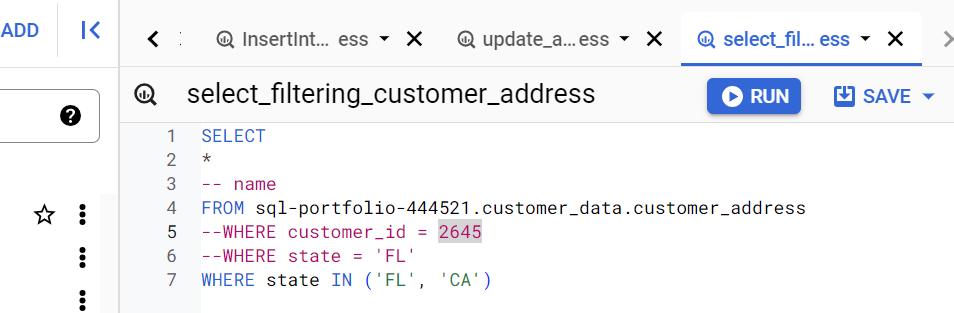 ADD
InsertInt... ess
update_a...ess
select_fil... ess
select_filtering_customer_address
RUN
SAVE
1 SELECT
2 *
3 -- name
4 FROM sql-portfolio-444521.customer_data.customer_address
5 --WHERE customer_id = 2645
6 --WHERE state = 'FL'
7 WHERE state IN ('FL', 'CA')